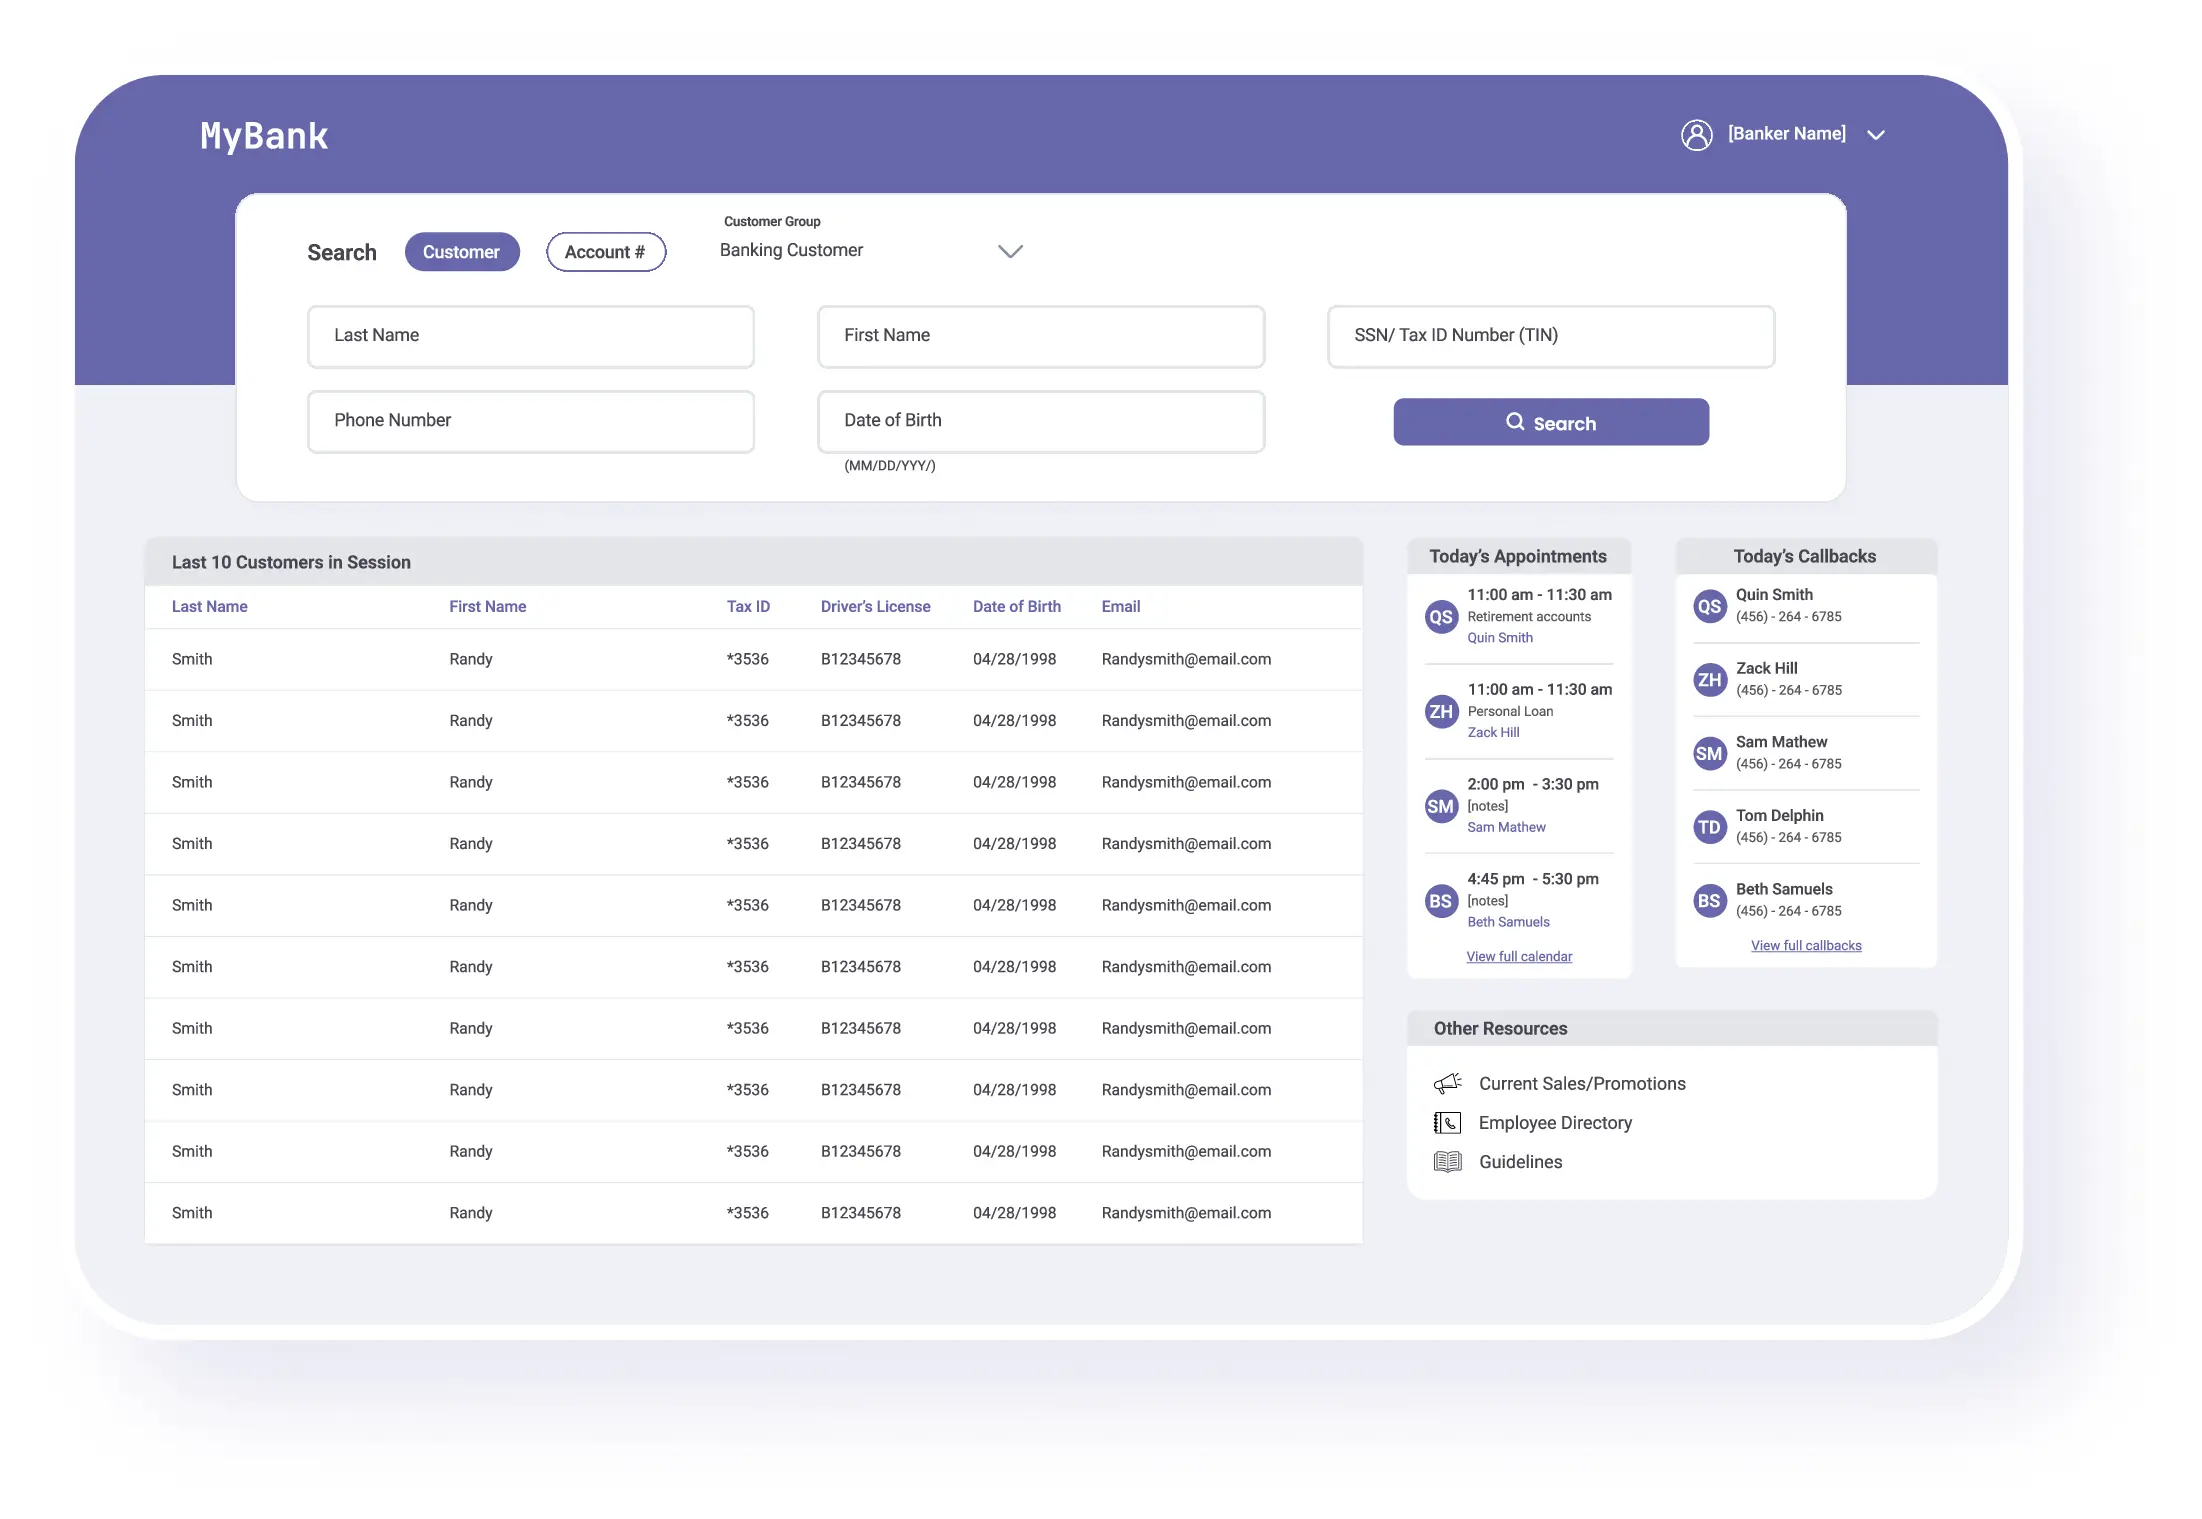 MyBank
[Banker Name]
Search
Customer
Account #
Customer Group
Banking Customer
Last Name
First Name
SSN/ Tax ID Number (TIN)
Phone Number
Date of Birth
(MM/DD/YYY/)
Search
Last 10 Customers in Session
Last Name First Name Tax ID Driver’s License Date of Birth Email
Smith Randy *3536 B12345678 04/28/1998 Randysmith@email.com
Smith Randy *3536 B12345678 04/28/1998 Randysmith@email.com
Smith Randy *3536 B12345678 04/28/1998 Randysmith@email.com
Smith Randy *3536 B12345678 04/28/1998 Randysmith@email.com
Smith Randy *3536 B12345678 04/28/1998 Randysmith@email.com
Smith Randy *3536 B12345678 04/28/1998 Randysmith@email.com
Smith Randy *3536 B12345678 04/28/1998 Randysmith@email.com
Smith Randy *3536 B12345678 04/28/1998 Randysmith@email.com
Smith Randy *3536 B12345678 04/28/1998 Randysmith@email.com
Smith Randy *3536 B12345678 04/28/1998 Randysmith@email.com
Today’s Appointments
QS
11:00 am - 11:30 am
Retirement accounts
Quin Smith
ZH
11:00 am - 11:30 am
Personal Loan
Zack Hill
SM
2:00 pm - 3:30 pm
[notes]
Sam Mathew
BS
4:45 pm - 5:30 pm
[notes]
Beth Samuels
View full calendar
Today’s Callbacks
QS
Quin Smith
(456) - 264 - 6785
ZH
Zack Hill
(456) - 264 - 6785
SM
Sam Mathew
(456) - 264 - 6785
TD
Tom Delphin
(456) - 264 - 6785
BS
Beth Samuels
(456) - 264 - 6785
View full callbacks
Other Resources
Current Sales/Promotions
Employee Directory
Guidelines